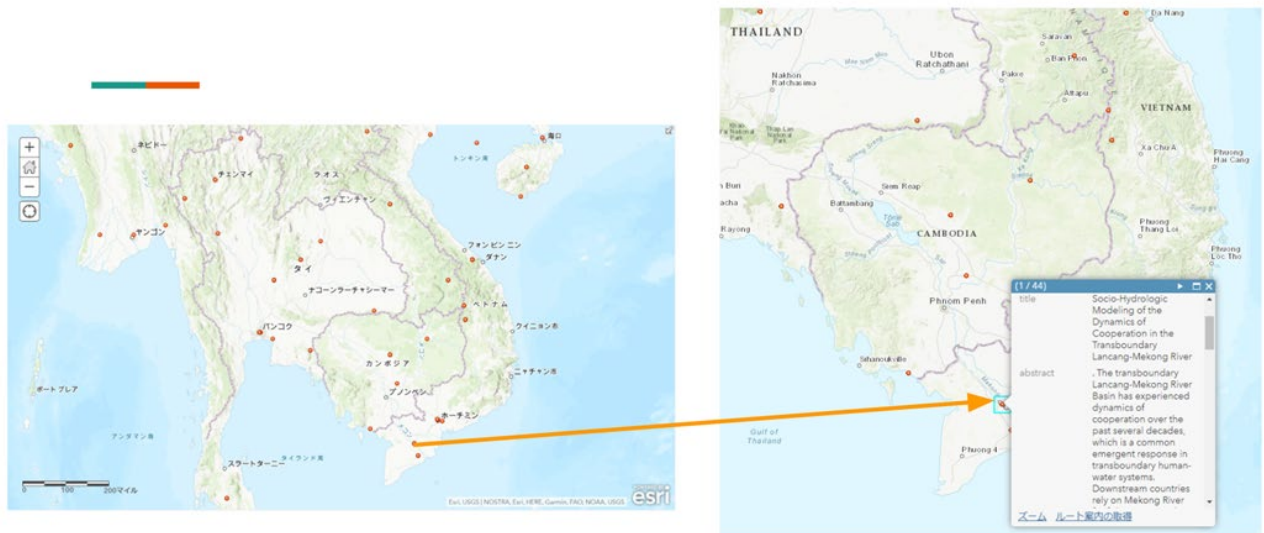 ネピドー
海口
トンキン湾
チェンマイ
ラオス
ヴィエンチャン
ヤンゴン
フォン ビン ニン
ダナン
タイ
ナコーンラーチャシーマー
ベトナム
バンコク
クイニョン市
カンボジア
ニャチャン市
プノンペン
ポートブレア
ホーチミン
アンダマン海
タイランド湾
スラートターニー
0 100 200マイル
Esri, USGS | NOSTRA, Esri, HERE, Garmin, FAO, NOAA, USGS
esri
THAILAND
Da Nang
Saravan
Ubon
Ratchathani
Ban Phon
Nakhon
Ratchasima
Pakxe
Attapu
VIETNAM
Thap Lan
National
Park
Xa Chu A
Phuong
Hai Cang
n Bun
Siem Reap
acha
Battambang
Tônlé
Sab
Rayong
CAMBODIA
Phuong
Thang Loi
Phuong
Loc Tho
Phnom Penh
Sihanoukville
Gulf of
Thailand
Phuong 4
(1 / 44)
title
Socio-Hydrologic
Modeling of the
Dynamics of
Cooperation in the
Transboundary
Lancang-Mekong River
abstract
. The transboundary
Lancang-Mekong River
Basin has experienced
dynamics of
cooperation over the
past several decades,
which is a common
emergent response in
transboundary human-
water systems.
Downstream countries
rely on Mekong River
ズーム ルート案内の取得